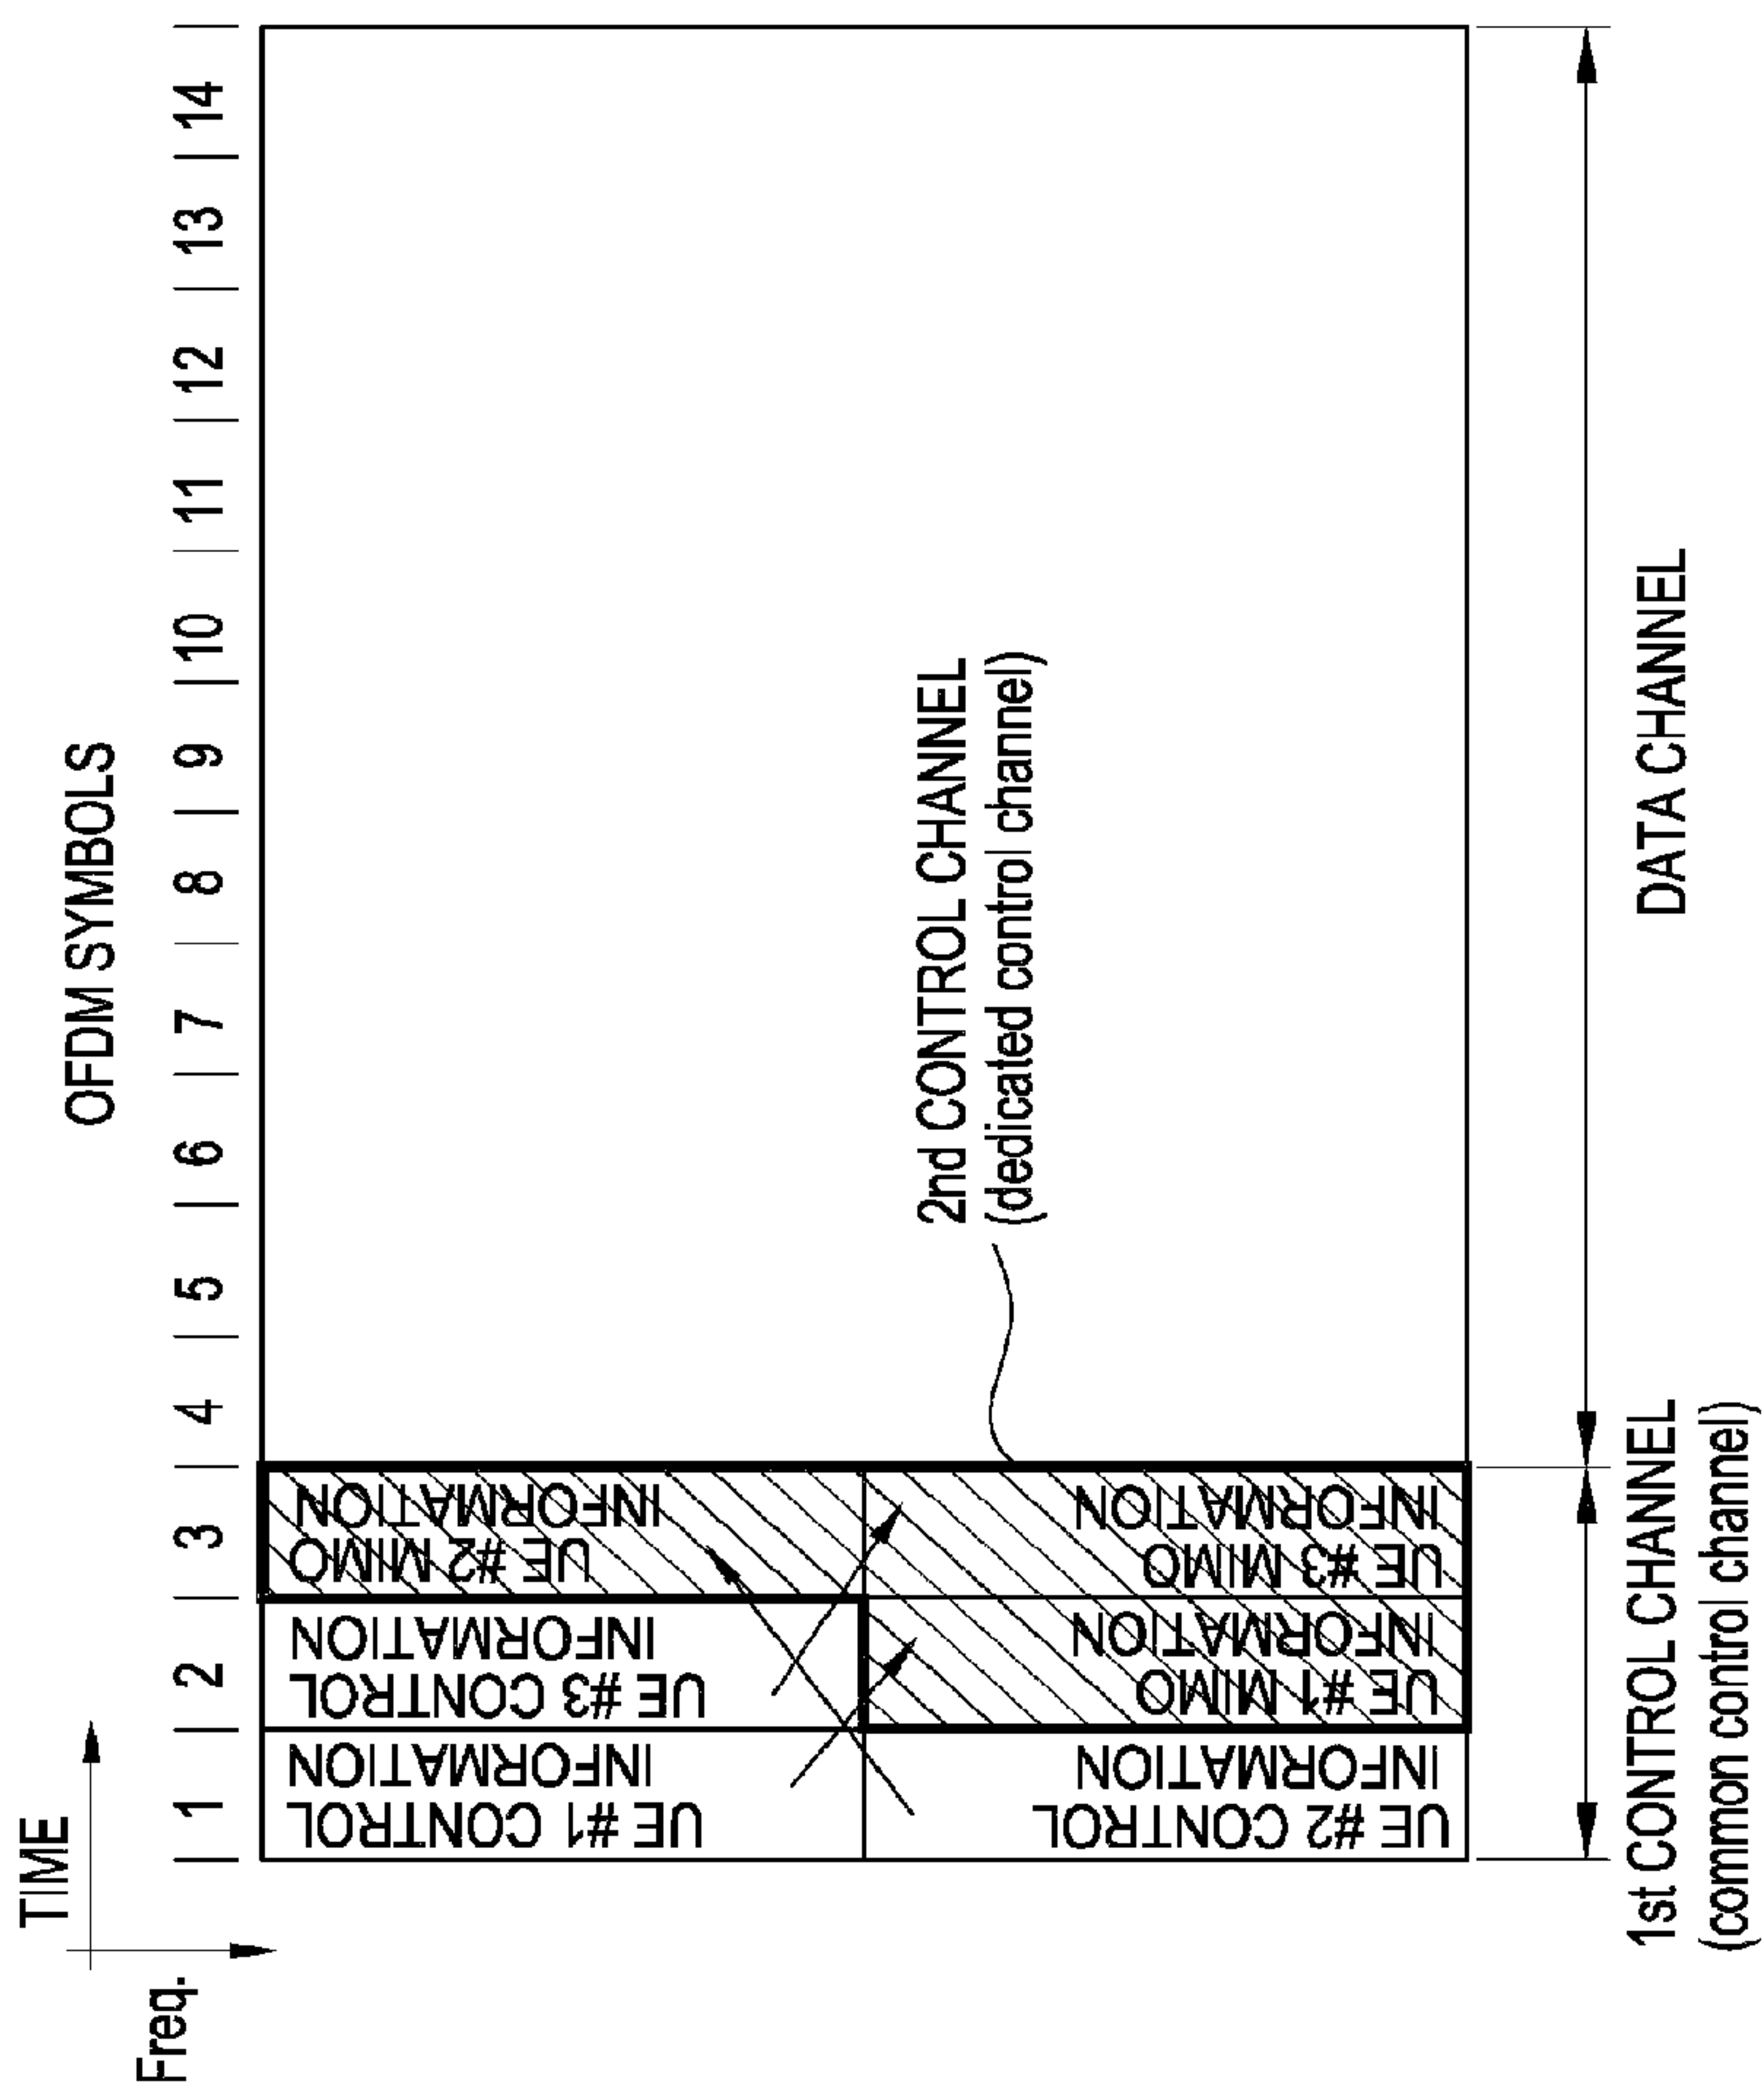 OFDM SYMBOLS
TIME
Freq.
1
2
3
4
5
6
7
8
9
10
11
12
13
14
UE #1 CONTROL
INFORMATION
UE #3 CONTROL
INFORMATION
UE #2 MIMO
INFORMATION
UE #2 CONTROL
INFORMATION
UE #1 MIMO
INFORMATION
UE #3 MIMO
INFORMATION
2nd CONTROL CHANNEL
(dedicated control channel)
1st CONTROL CHANNEL
(common control channel)
DATA CHANNEL